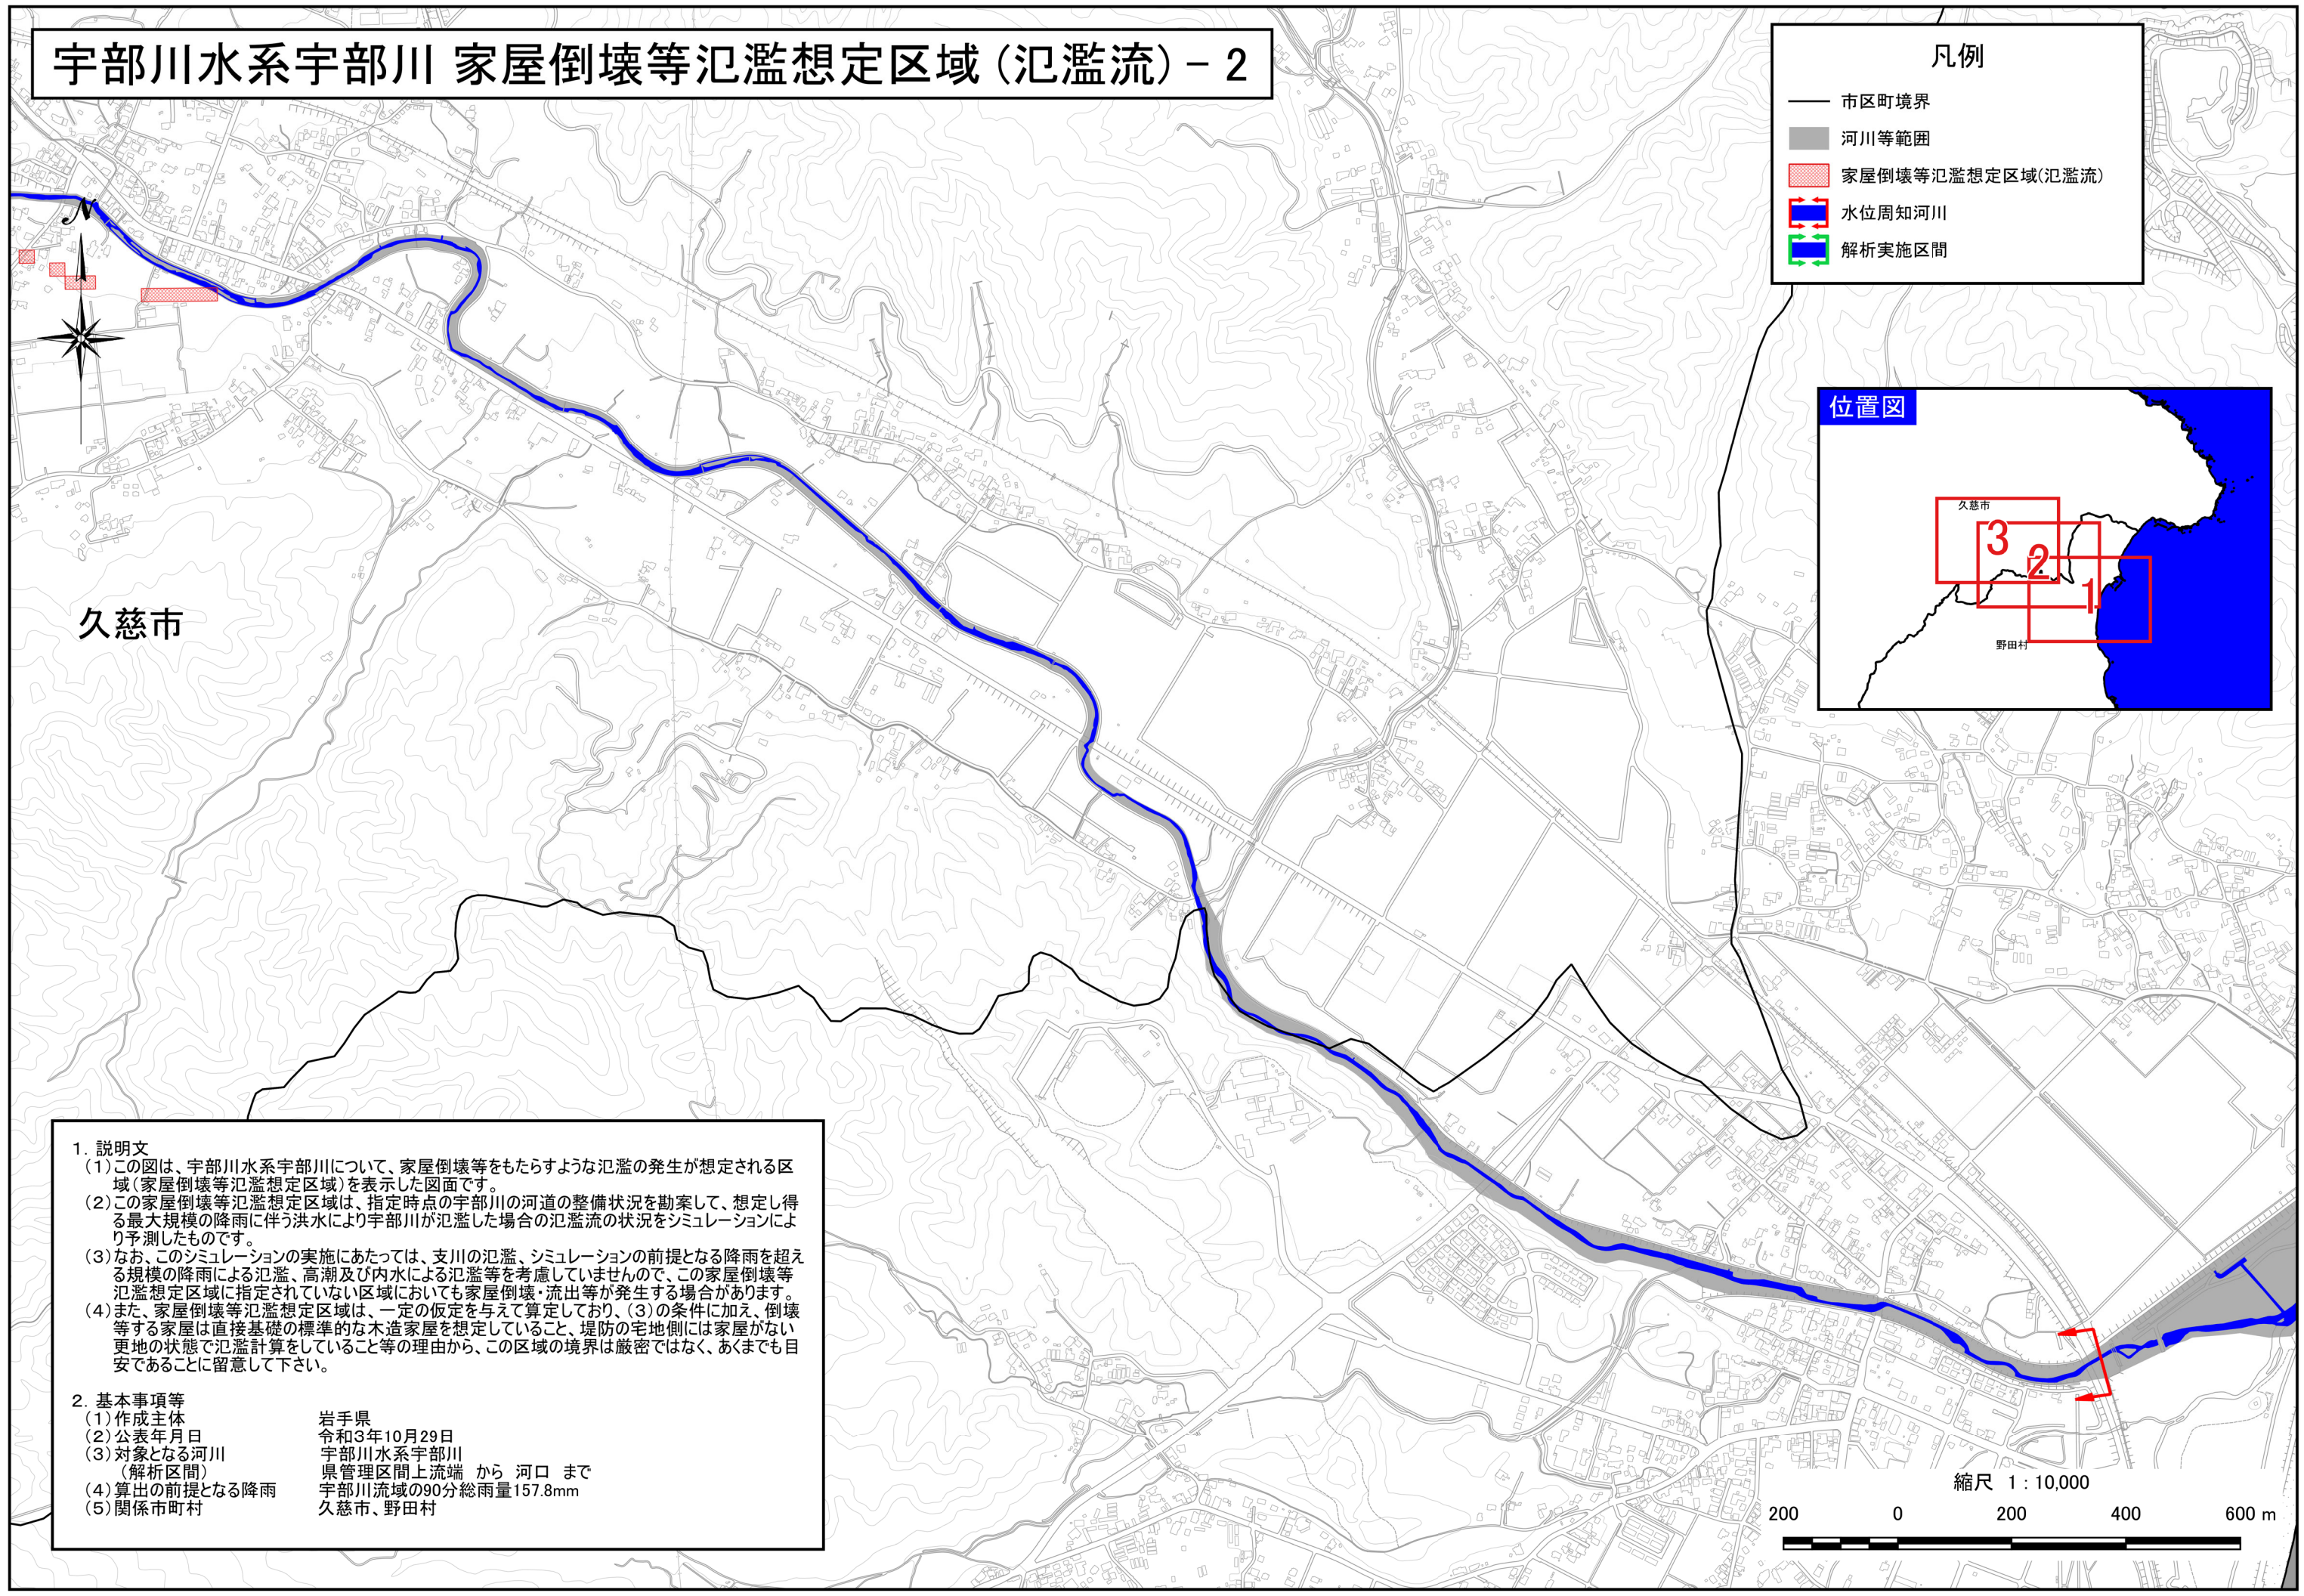 宇部川水系宇部川 家屋倒壊等氾濫想定区域（氾濫流）－２
凡例
市区町境界
河川等範囲
家屋倒壊等氾濫想定区域(氾濫流)
水位周知河川
解析実施区間
N
位置図
久慈市
3
2
1
野田村
久慈市
1. 説明文
（1）この図は、宇部川水系宇部川について、家屋倒壊等をもたらすような氾濫の発生が想定される区
域（家屋倒壊等氾濫想定区域）を表示した図面です。
（2）この家屋倒壊等氾濫想定区域は、指定時点の宇部川の河道の整備状況を勘案して、想定し得
る最大規模の降雨に伴う洪水により宇部川が氾濫した場合の氾濫流の状況をシミュレーションによ
り予測したものです。
（3）なお、このシミュレーションの実施にあたっては、支川の氾濫、シミュレーションの前提となる降雨を超え
る規模の降雨による氾濫、高潮及び内水による氾濫等を考慮していませんので、この家屋倒壊等
氾濫想定区域に指定されていない区域においても家屋倒壊・流出等が発生する場合があります。
（4）また、家屋倒壊等氾濫想定区域は、一定の仮定を与えて算定しており、（3）の条件に加え、倒壊
等する家屋は直接基礎の標準的な木造家屋を想定していること、堤防の宅地側には家屋がない
更地の状態で氾濫計算をしていること等の理由から、この区域の境界は厳密ではなく、あくまでも目
安であることに留意して下さい。
2. 基本事項等
（1）作成主体 岩手県
（2）公表年月日 令和3年10月29日
（3）対象となる河川 宇部川水系宇部川
（解析区間） 県管理区間上流端 から 河口 まで
（4）算出の前提となる降雨 宇部川流域の90分総雨量157.8mm
（5）関係市町村 久慈市、野田村
縮尺 1：10,000
200 0 200 400 600 m